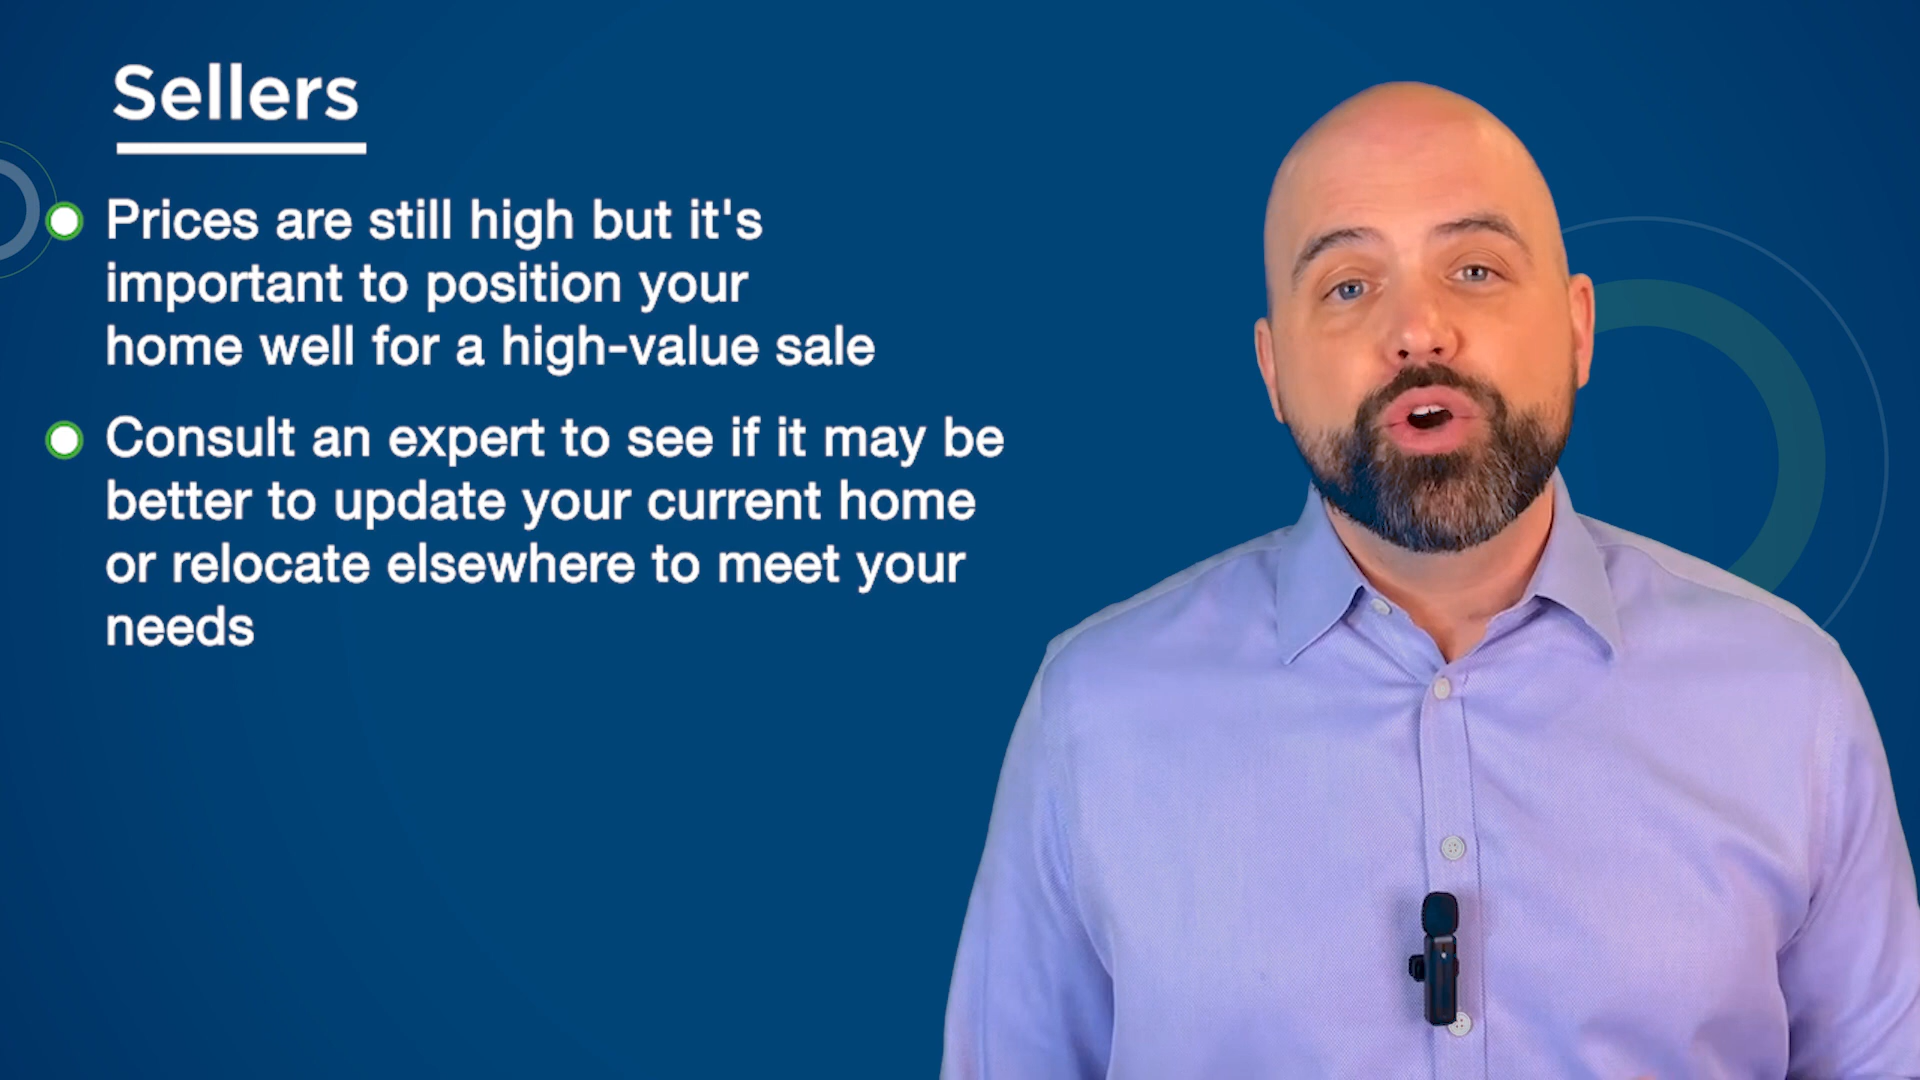 Sellers
Prices are still high but it's
important to position your
home well for a high-value sale
Consult an expert to see if it may be
better to update your current home
or relocate elsewhere to meet your
needs